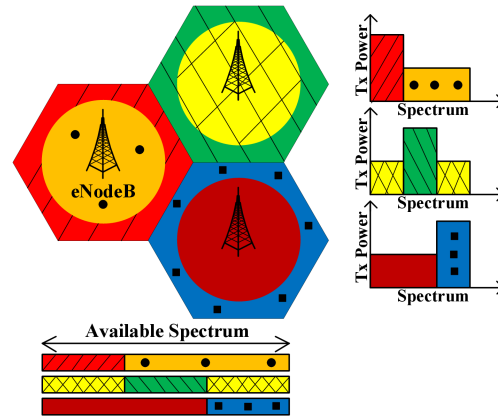 eNodeB
Tx Power
Spectrum
Tx Power
Spectrum
Tx Power
Spectrum
Available Spectrum